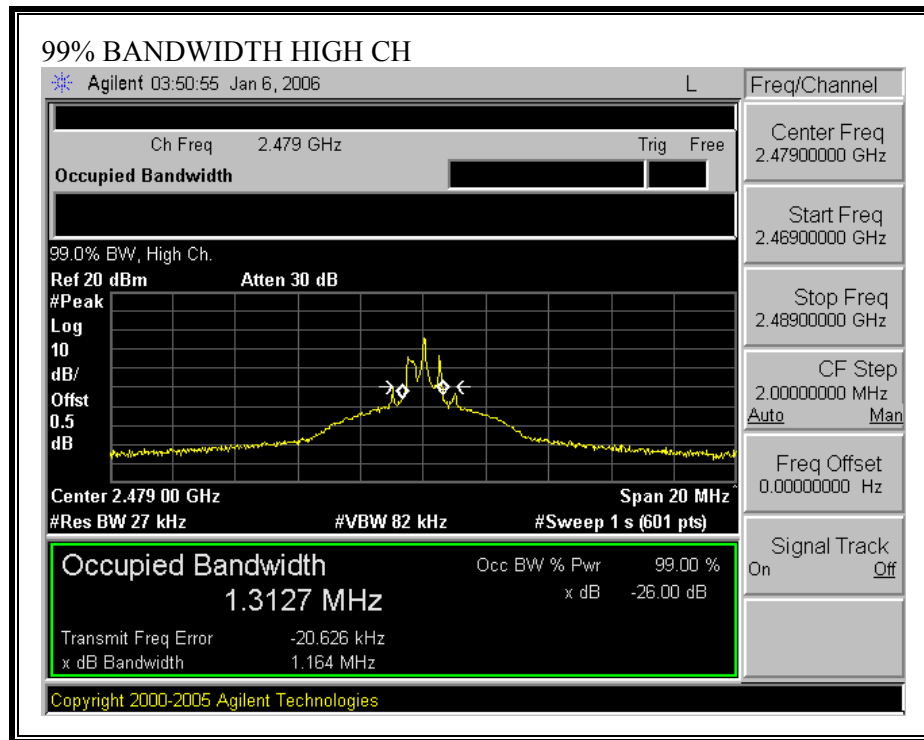 99% BANDWIDTH HIGH CH
Agilent 03:50:55 Jan 6, 2006 L
Freq/Channel
Ch Freq 2.479 GHz Trig Free
Occupied Bandwidth
Center Freq
2.47900000 GHz
Start Freq
2.46900000 GHz
Stop Freq
2.48900000 GHz
CF Step
2.00000000 MHz
Auto Man
Freq Offset
0.00000000 Hz
Signal Track
On Off
99.0% BW, High Ch.
Ref 20 dBm Atten 30 dB
#Peak
Log
10
dB/
Offst
0.5
dB
Center 2.479 00 GHz Span 20 MHz
#Res BW 27 kHz #VBW 82 kHz #Sweep 1 s (601 pts)
Occupied Bandwidth Occ BW % Pwr 99.00 %
1.3127 MHz x dB -26.00 dB
Transmit Freq Error -20.626 kHz
x dB Bandwidth 1.164 MHz
Copyright 2000-2005 Agilent Technologies